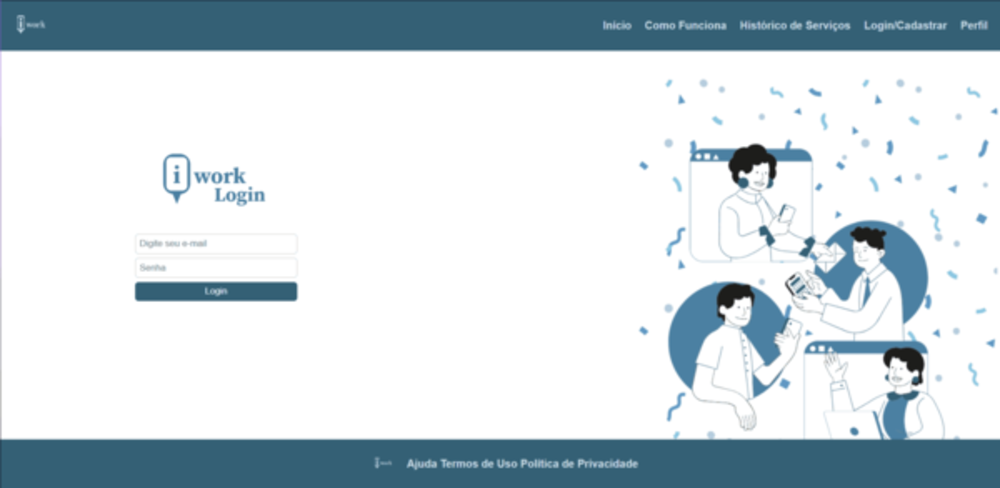 i work
Início Como Funciona Histórico de Serviços Login/Cadastrar Perfil
i work
Login
Digite seu e-mail
Senha
Login
i work Ajuda Termos de Uso Política de Privacidade